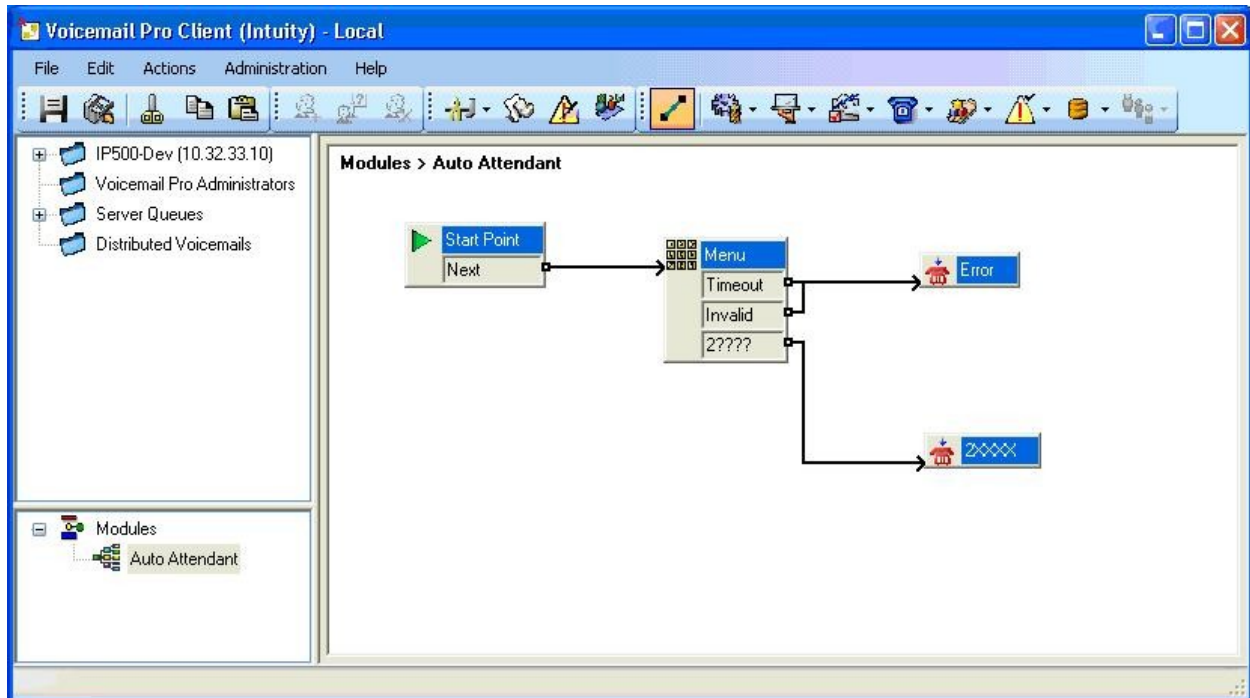 Voicemail Pro Client (Intuity) - Local
File Edit Actions Administration Help
IP500-Dev (10.32.33.10)
Voicemail Pro Administrators
Server Queues
Distributed Voicemails
Modules > Auto Attendant
Start Point
Next
Menu
Timeout
Invalid
2????
Error
2XXXX
Modules
Auto Attendant